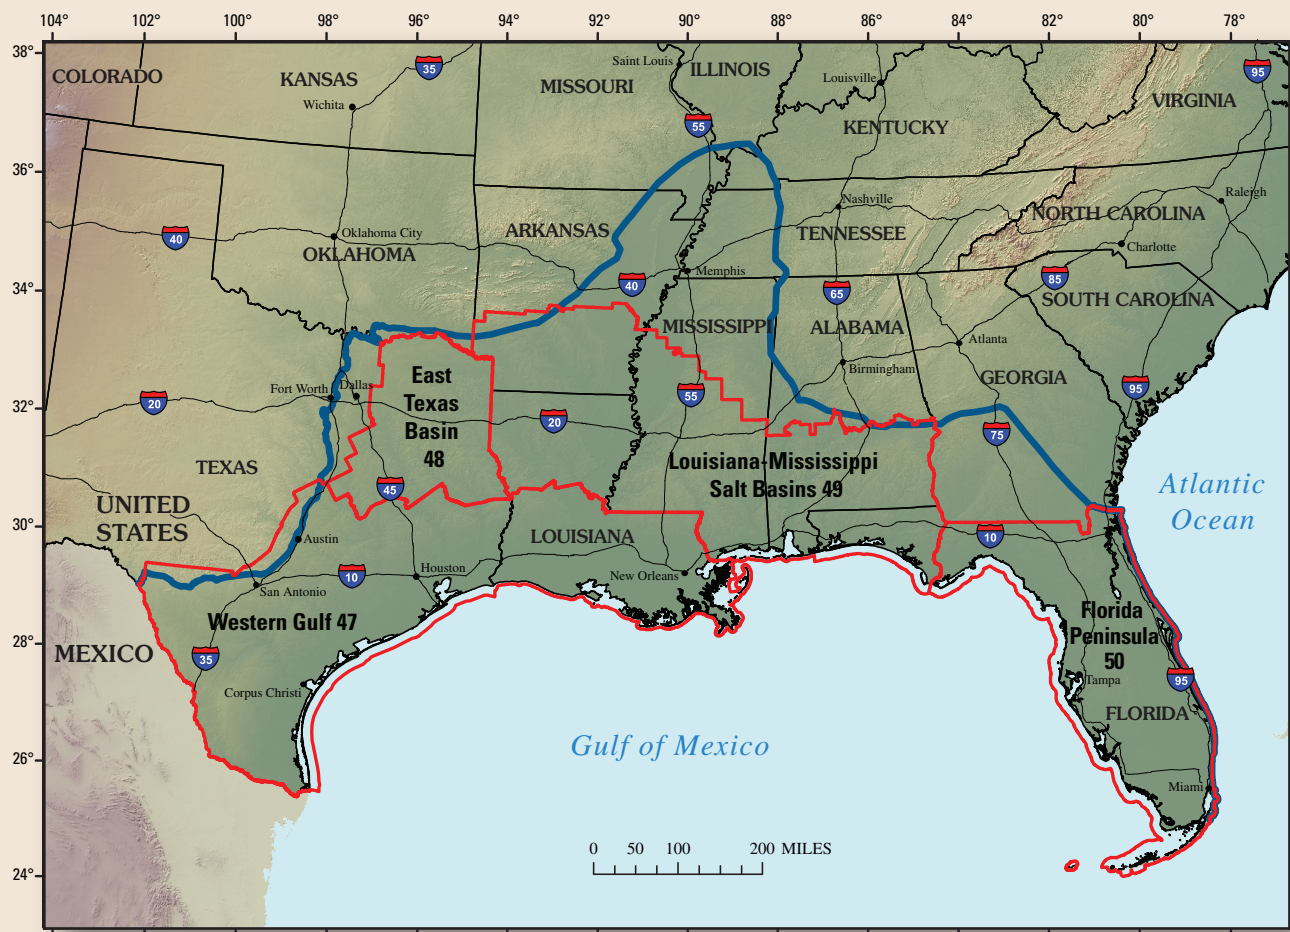 104° 102° 100° 98° 96° 94° 92° 90° 88° 86° 84° 82° 80° 78°
38°
36°
34°
32°
30°
28°
26°
24°
COLORADO
KANSAS
35
MISSOURI
Saint Louis
ILLINOIS
Louisville
95
VIRGINIA
Wichita
55
KENTUCKY
Nashville
Raleigh
NORTH CAROLINA
40
Oklahoma City
OKLAHOMA
ARKANSAS
TENNESSEE
Charlotte
Memphis
40
65
85
SOUTH CAROLINA
MISSISSIPPI
ALABAMA
Atlanta
Birmingham
GEORGIA
Fort Worth
Dallas
East
Texas
Basin
48
20
20
55
95
75
TEXAS
45
Louisiana-Mississippi
Salt Basins 49
UNITED
STATES
Atlantic
Ocean
Austin
LOUISIANA
10
10
Houston
New Orleans
San Antonio
Western Gulf 47
Florida
Peninsula
50
MEXICO
35
Corpus Christi
Tampa
95
FLORIDA
Gulf of Mexico
Miami
0 50 100 200 MILES